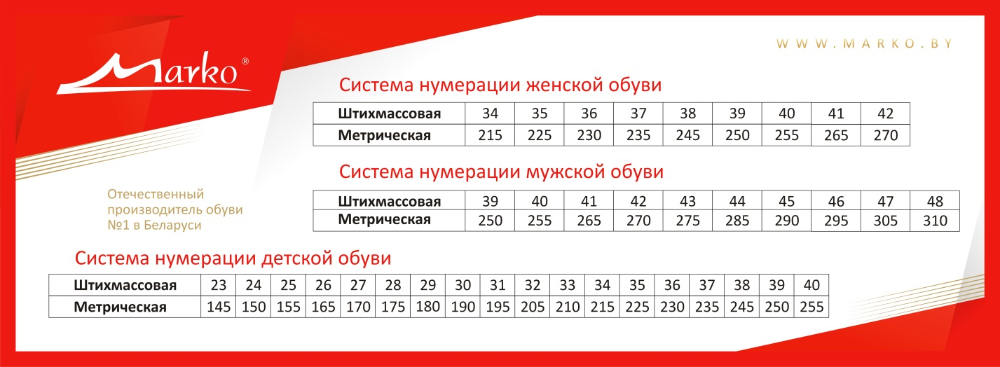 Marko®
WWW.MARKO.BY
Система нумерации женской обуви
Штихмассовая 34 35 36 37 38 39 40 41 42
Метрическая 215 225 230 235 245 250 255 265 270
Система нумерации мужской обуви
Штихмассовая 39 40 41 42 43 44 45 46 47 48
Метрическая 250 255 265 270 275 285 290 295 305 310
Отечественный
производитель обуви
№1 в Беларуси
Система нумерации детской обуви
Штихмассовая 23 24 25 26 27 28 29 30 31 32 33 34 35 36 37 38 39 40
Метрическая 145 150 155 165 170 175 180 190 195 205 210 215 225 230 235 245 250 255